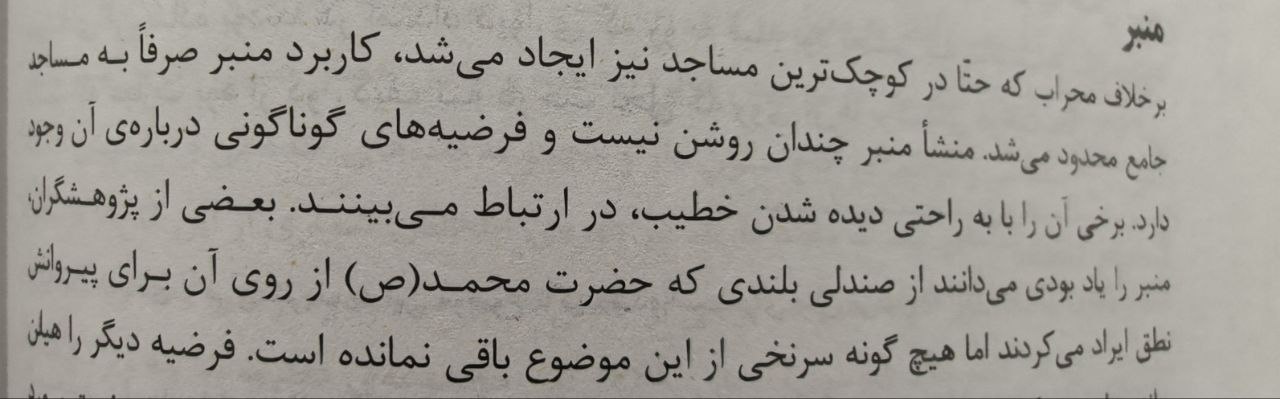 منبر
برخلاف محراب که حتّا در کوچک‌ترین مساجد نیز ایجاد می‌شد، کاربرد منبر صرفاً به مساجد
جامع محدود می‌شد. منشأ منبر چندان روشن نیست و فرضیه‌های گوناگونی درباره‌ی آن وجود
دارد. برخی آن را با به راحتی دیده شدن خطیب، در ارتباط می‌بینند. بعضی از پژوهشگران،
منبر را یاد بودی می‌دانند از صندلی بلندی که حضرت محمد(ص) از روی آن برای پیروانش
نطق ایراد می‌کردند اما هیچ گونه سرنخی از این موضوع باقی نمانده است. فرضیه دیگر را هیلن